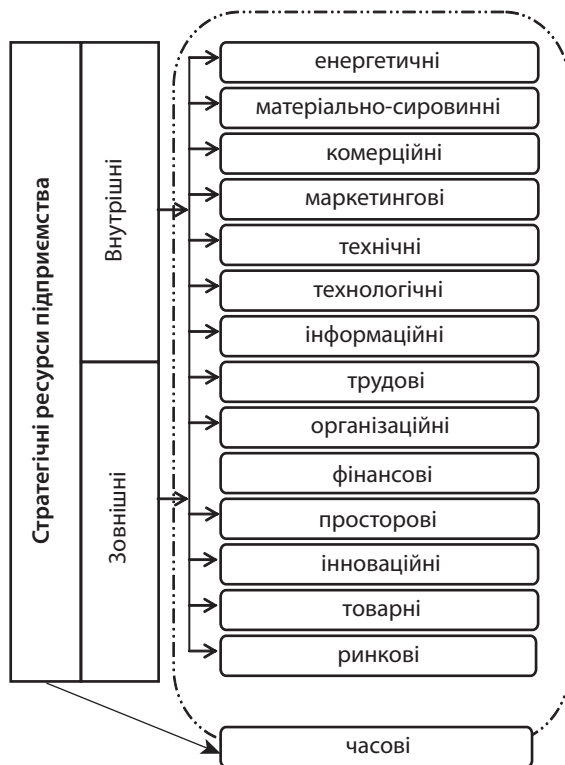 Стратегічні ресурси підприємства
Внутрішні
Зовнішні
енергетичні
матеріально-сировинні
комерційні
маркетингові
технічні
технологічні
інформаційні
трудові
організаційні
фінансові
просторові
інноваційні
товарні
ринкові
часові